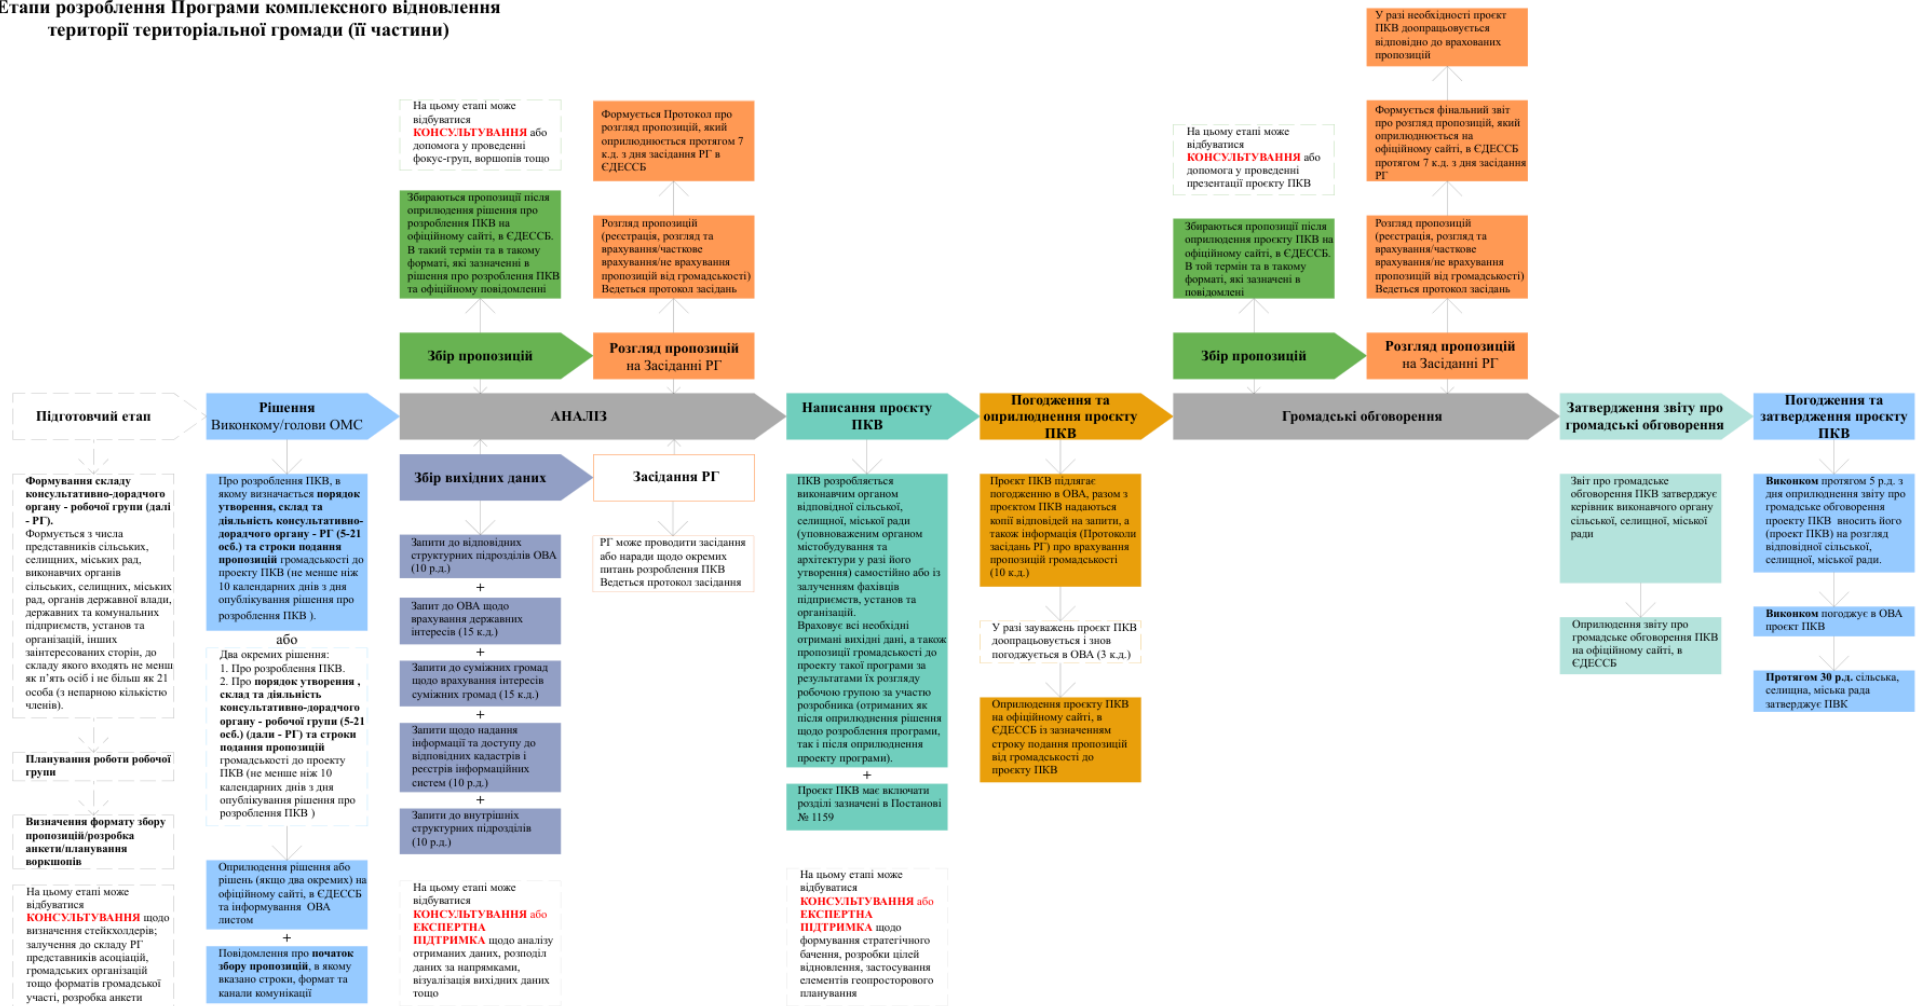 Етапи розроблення Програми комплексного відновлення
території територіальної громади (її частини)
Підготовчий етап
Формування складу
консультативно-дорадчого
органу - робочої групи (далі
- РГ).
Формується з числа
представників сільських,
селищних, міських рад,
виконавчих органів
сільських, селищних, міських
рад, органів державної влади,
державних та комунальних
підприємств, установ та
організацій, інших
заінтересованих сторін, до
складу якого входять не менш
як п'ять осіб і не більш як 21
особа (з непарною кількістю
членів).
Планування роботи робочої
групи
Визначення формату збору
пропозицій/розробка
анкети/планування
воркшопів
На цьому етапі може
відбуватися
КОНСУЛЬТУВАННЯ щодо
визначення стейкхолдерів;
залучення до складу РГ
представників асоціацій,
громадських організацій
тощо форматів громадської
участі, розробка анкети
Рішення
Виконкому/голови ОМС
Про розроблення ПКВ, в
якому визначається порядок
утворення, склад та
діяльність консультативно-
дорадчого органу - РГ (5-21
осб.) та строки подання
пропозицій громадськості до
проекту ПКВ (не менше ніж
10 календарних днів з дня
опублікування рішення про
розроблення ПКВ ).
або
Два окремих рішення:
1. Про розроблення ПКВ.
2. Про порядок утворення ,
склад та діяльність
консультативно-дорадчого
органу - робочої групи (5-21
осб.) (дали - РГ) та строки
подання пропозицій
громадськості до проекту
ПКВ (не менше ніж 10
календарних днів з дня
опублікування рішення про
розроблення ПКВ )
Оприлюдення рішення або
рішень (якщо два окремих) на
офіційному сайті, в ЄДЕССБ
та інформування ОВА
листом
+
Повідомлення про початок
збору пропозицій, в якому
вказано строки, формат та
канали комунікації
На цьому етапі може
відбуватися
КОНСУЛЬТУВАННЯ або
допомога у проведенні
фокус-груп, воршопів тощо
Збираються пропозиції після
оприлюдення рішення про
розроблення ПКВ на
офіційному сайті, в ЄДЕССБ.
В такий термін та в такому
форматі, які зазначенні в
рішення про розроблення ПКВ
та офіційному повідомленні
Збір пропозицій
Формується Протокол про
розгляд пропозицій, який
оприлюднюється протягом 7
к.д. з дня засідання РГ в
ЄДЕССБ
Розгляд пропозицій
(реєстрація, розгляд та
врахування/часткове
врахування/не врахування
пропозицій від громадськості)
Ведеться протокол засідань
Розгляд пропозицій
на Засіданні РГ
АНАЛІЗ
Збір вихідних даних
Запити до відповідних
структурних підрозділів ОВА
(10 р.д.)
+
Запит до ОВА щодо
врахування державних
інтересів (15 к.д.)
+
Запити до суміжних громад
щодо врахування інтересів
суміжних громад (15 к.д.)
+
Запити щодо надання
інформації та доступу до
відповідних кадастрів і
реєстрів інформаційних
систем (10 р.д.)
+
Запити до внутрішніх
структурних підрозділів
(10 р.д.)
На цьому етапі може
відбуватися
КОНСУЛЬТУВАННЯ або
ЕКСПЕРТНА
ПІДТРИМКА щодо аналізу
отриманих даних, розподіл
даних за напрямками,
візуалізація вихідних даних
тощо
Засідання РГ
РГ може проводити засідання
або наради щодо окремих
питань розроблення ПКВ
Ведеться протокол засідання
Написання проєкту
ПКВ
ПКВ розробляється
виконавчим органом
відповідної сільської,
селищної, міської ради
(уповноваженим органом
містобудування та
архітектури у разі його
утворення) самостійно або із
залученням фахівців
підприємств, установ та
організацій.
Враховує всі необхідні
отримані вихідні дані, а також
пропозиції громадськості до
проекту такої програми за
результатами їх розгляду
робочою групою за участю
розробника (отриманих як
після оприлюднення рішення
щодо розроблення програми,
так і після оприлюднення
проекту програми).
+
Проєкт ПКВ має включати
розділі зазначені в Постанові
№ 1159
На цьому етапі може
відбуватися
КОНСУЛЬТУВАННЯ або
ЕКСПЕРТНА
ПІДТРИМКА щодо
формування стратегічного
бачення, розробки цілей
відновлення, застосування
елементів геопросторового
планування
Погодження та
оприлюднення проєкту
ПКВ
Проєкт ПКВ підлягає
погодженню в ОВА, разом з
проєктом ПКВ надаються
копії відповідей на запити, а
також інформація (Протоколи
засідань РГ) про врахування
пропозицій громадськості
(10 к.д.)
У разі зауважень проєкт ПКВ
доопрацьовується і знов
погоджується в ОВА (3 к.д.)
Оприлюдення проєкту ПКВ
на офіційному сайті, в
ЄДЕССБ із зазначенням
строку подання пропозицій
від громадськості до
проєкту ПКВ
На цьому етапі може
відбуватися
КОНСУЛЬТУВАННЯ або
допомога у проведенні
презентації проєкту ПКВ
Збираються пропозиції після
оприлюдення проєкту ПКВ на
офіційному сайті, в ЄДЕССБ.
В той термін та в такому
форматі, які зазначені в
повідомлені
Збір пропозицій
У разі необхідності проєкт
ПКВ доопрацьовується
відповідно до врахованих
пропозицій
Формується фінальний звіт
про розгляд пропозицій, який
оприлюднюється на
офіційному сайті, в ЄДЕССБ
протягом 7 к.д. з дня засідання
РГ
Розгляд пропозицій
(реєстрація, розгляд та
врахування/часткове
врахування/не врахування
пропозицій від громадськості)
Ведеться протокол засідань
Розгляд пропозицій
на Засіданні РГ
Громадські обговорення
Затвердження звіту про
громадські обговорення
Звіт про громадське
обговорення ПКВ затверджує
керівник виконавчого органу
сільської, селищної, міської
ради
Оприлюдення звіту про
громадське обговорення ПКВ
на офіційному сайті, в
ЄДЕССБ
Погодження та
затвердження проєкту
ПКВ
Виконком протягом 5 р.д. з
дня оприлюднення звіту про
громадське обговорення
проекту ПКВ вносить його
(проект ПКВ) на розгляд
відповідної сільської,
селищної, міської ради.
Виконком погоджує в ОВА
проєкт ПКВ
Протягом 30 р.д. сільська,
селищна, міська рада
затверджує ПВК